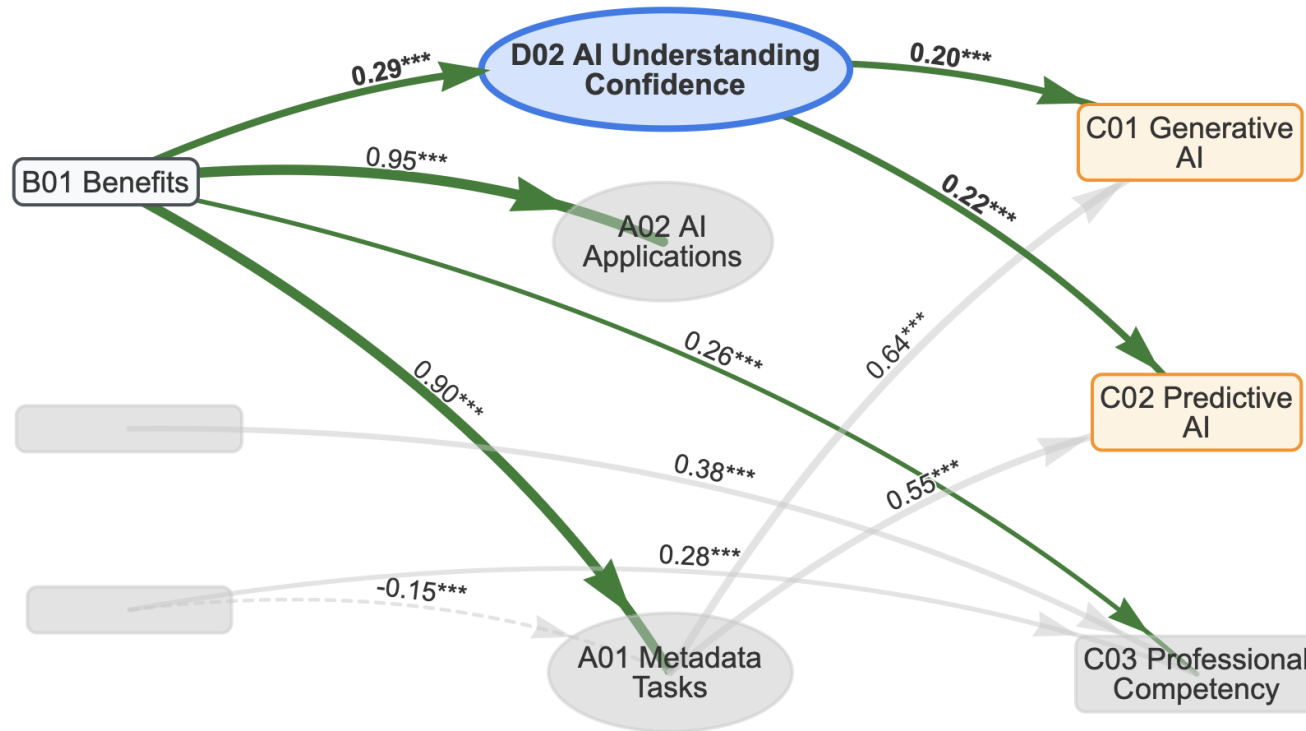 D02 AI Understanding
Confidence
0.29***
0.20***
C01 Generative
AI
B01 Benefits
0.95***
A02 AI
Applications
0.22***
0.26***
0.64***
0.90***
C02 Predictive
AI
0.38***
0.55***
0.28***
-0.15***
A01 Metadata
Tasks
C03 Professional
Competency